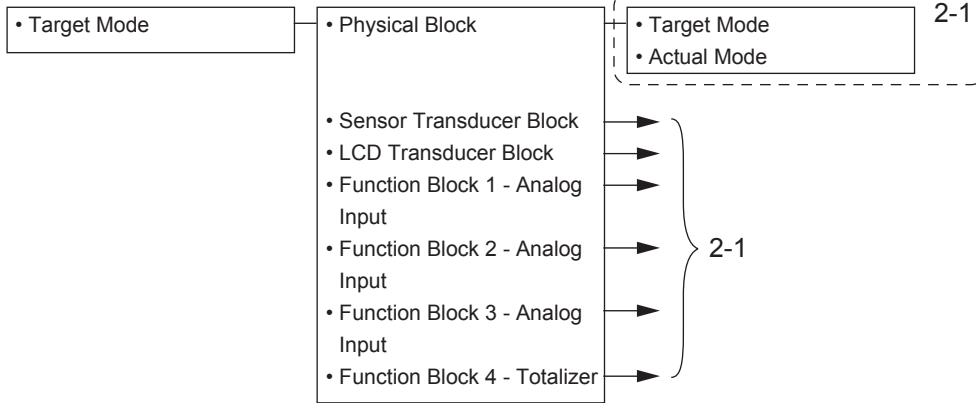 • Target Mode
• Physical Block
• Sensor Transducer Block
• LCD Transducer Block
• Function Block 1 - Analog
Input
• Function Block 2 - Analog
Input
• Function Block 3 - Analog
Input
• Function Block 4 - Totalizer
• Target Mode
• Actual Mode
2-1
2-1